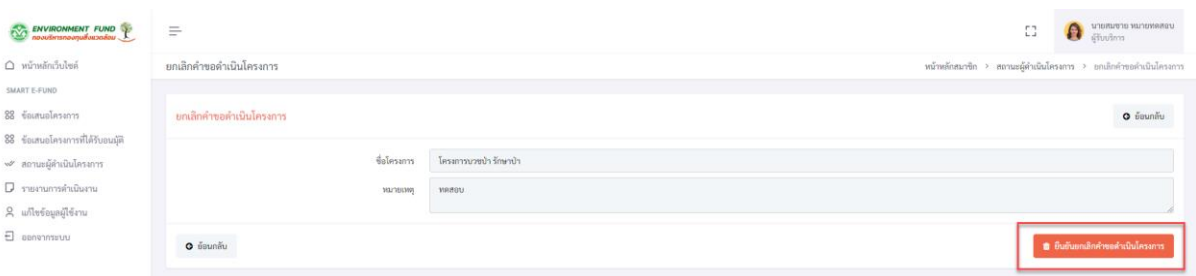 ENVIRONMENT FUND
กองบริหารกองทุนสิ่งแวดล้อม
นายสมชาย หมายทดสอบ
ผู้รับบริการ
หน้าหลักเว็บไซต์
ยกเลิกคำขอดำเนินโครงการ
หน้าหลักสมาชิก > สถานะผู้ดำเนินโครงการ > ยกเลิกคำขอดำเนินโครงการ
SMART E-FUND
ข้อเสนอโครงการ
ข้อเสนอโครงการที่ได้รับอนุมัติ
สถานะผู้ดำเนินโครงการ
รายงานการดำเนินงาน
แก้ไขข้อมูลผู้ใช้งาน
ออกจากระบบ
ยกเลิกคำขอดำเนินโครงการ
ย้อนกลับ
ชื่อโครงการ โครงการบวชป่า รักษาป่า
หมายเหตุ ทดสอบ
ย้อนกลับ
ยืนยันยกเลิกคำขอดำเนินโครงการ